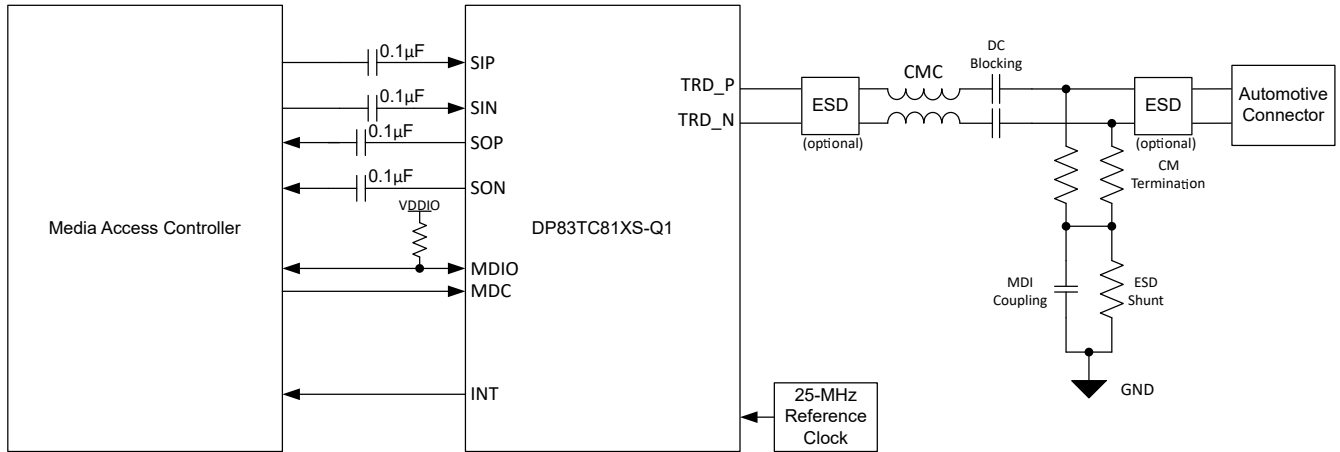 Media Access Controller
0.1µF
0.1µF
0.1µF
0.1µF
VDDIO
SIP
SIN
SOP
SON
MDIO
MDC
INT
DP83TC81XS-Q1
TRD_P
TRD_N
25-MHz
Reference
Clock
ESD
(optional)
CMC
DC
Blocking
ESD
(optional)
Automotive
Connector
CM
Termination
MDI
Coupling
ESD
Shunt
GND